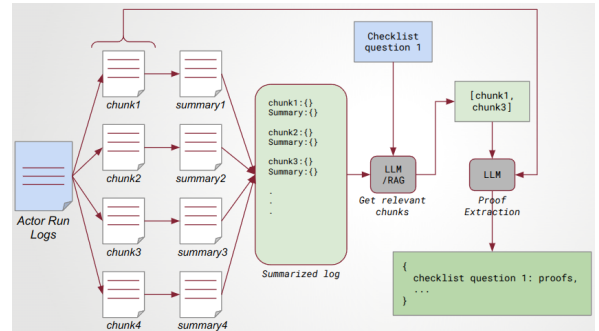 Actor Run
Logs
chunk1
summary1
chunk2
summary2
chunk3
summary3
chunk4
summary4
chunk1:{}
Summary:{}
chunk2:{}
Summary:{}
chunk3:{}
Summary:{}
.
.
.
Summarized log
Checklist
question 1
LLM
/RAG
Get relevant
chunks
[chunk1,
chunk3]
LLM
Proof
Extraction
{
checklist question 1: proofs,
...
}